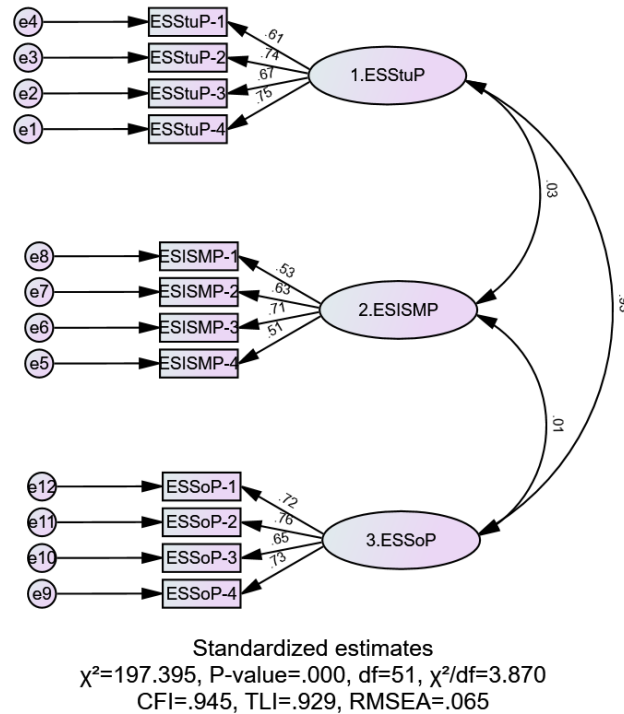 e4 ESStuP-1 .61
e3 ESStuP-2 .74 1.ESStuP
e2 ESStuP-3 .67
e1 ESStuP-4 .75
.03
e8 ESISMP-1 .53
e7 ESISMP-2 .63 2.ESISMP
e6 ESISMP-3 .71
e5 ESISMP-4 .51
.01
e12 ESSoP-1 .72
e11 ESSoP-2 .76 3.ESSoP
e10 ESSoP-3 .65
e9 ESSoP-4 .73
Standardized estimates
χ²=197.395, P-value=.000, df=51, χ²/df=3.870
CFI=.945, TLI=.929, RMSEA=.065